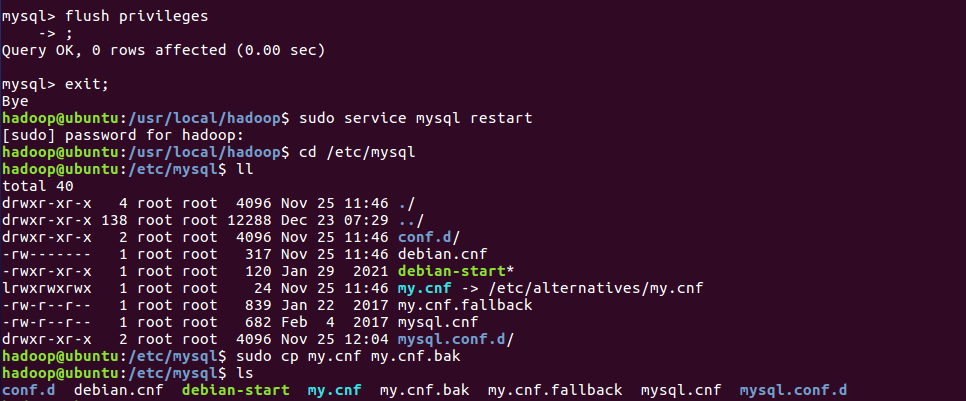 mysql> flush privileges
    -> ;
Query OK, 0 rows affected (0.00 sec)
mysql> exit;
Bye
hadoop@ubuntu:/usr/local/hadoop$ sudo service mysql restart
[sudo] password for hadoop:
hadoop@ubuntu:/usr/local/hadoop$ cd /etc/mysql
hadoop@ubuntu:/etc/mysql$ ll
total 40
drwxr-xr-x   4 root root  4096 Nov 25 11:46 ./
drwxr-xr-x 138 root root 12288 Dec 23 07:29 ../
drwxr-xr-x   2 root root  4096 Nov 25 11:46 conf.d/
-rw-------   1 root root   317 Nov 25 11:46 debian.cnf
-rwxr-xr-x   1 root root   120 Jan 29  2021 debian-start*
lrwxrwxrwx   1 root root    24 Nov 25 11:46 my.cnf -> /etc/alternatives/my.cnf
-rw-r--r--   1 root root   839 Jan 22  2017 my.cnf.fallback
-rw-r--r--   1 root root   682 Feb  4  2017 mysql.cnf
drwxr-xr-x   2 root root  4096 Nov 25 12:04 mysql.conf.d/
hadoop@ubuntu:/etc/mysql$ sudo cp my.cnf my.cnf.bak
hadoop@ubuntu:/etc/mysql$ ls
conf.d  debian.cnf  debian-start  my.cnf  my.cnf.bak  my.cnf.fallback  mysql.cnf  mysql.conf.d